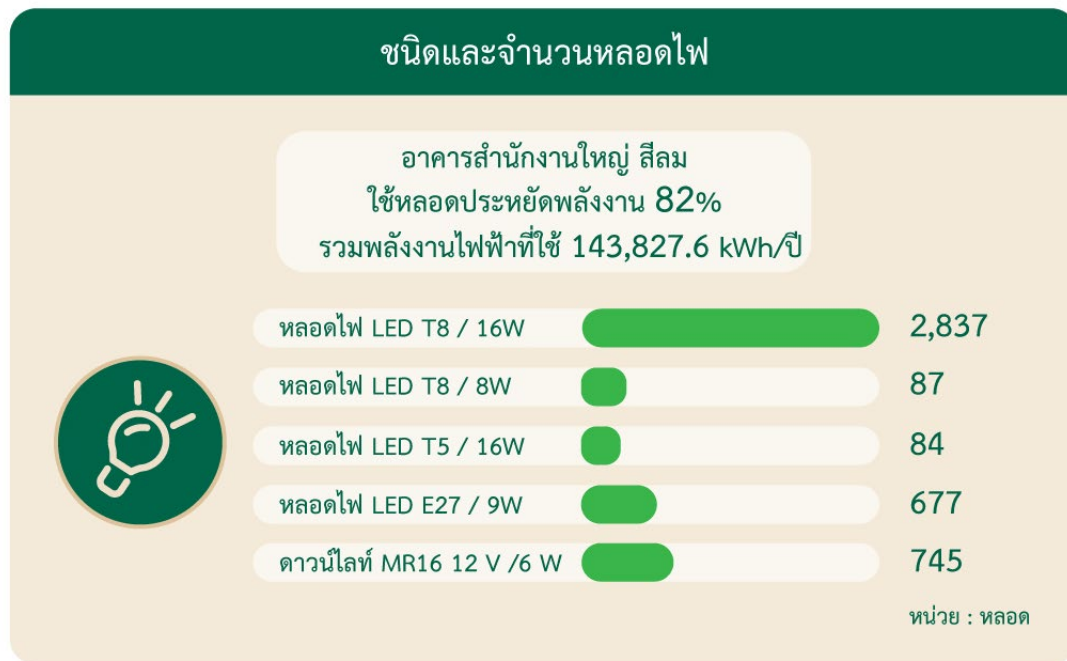 ชนิดและจำนวนหลอดไฟ
อาคารสำนักงานใหญ่ สีลม
ใช้หลอดประหยัดพลังงาน 82%
รวมพลังงานไฟฟ้าที่ใช้ 143,827.6 kWh/ปี
หลอดไฟ LED T8 / 16W 2,837
หลอดไฟ LED T8 / 8W 87
หลอดไฟ LED T5 / 16W 84
หลอดไฟ LED E27 / 9W 677
ดาวน์ไลท์ MR16 12 V /6 W 745
หน่วย : หลอด